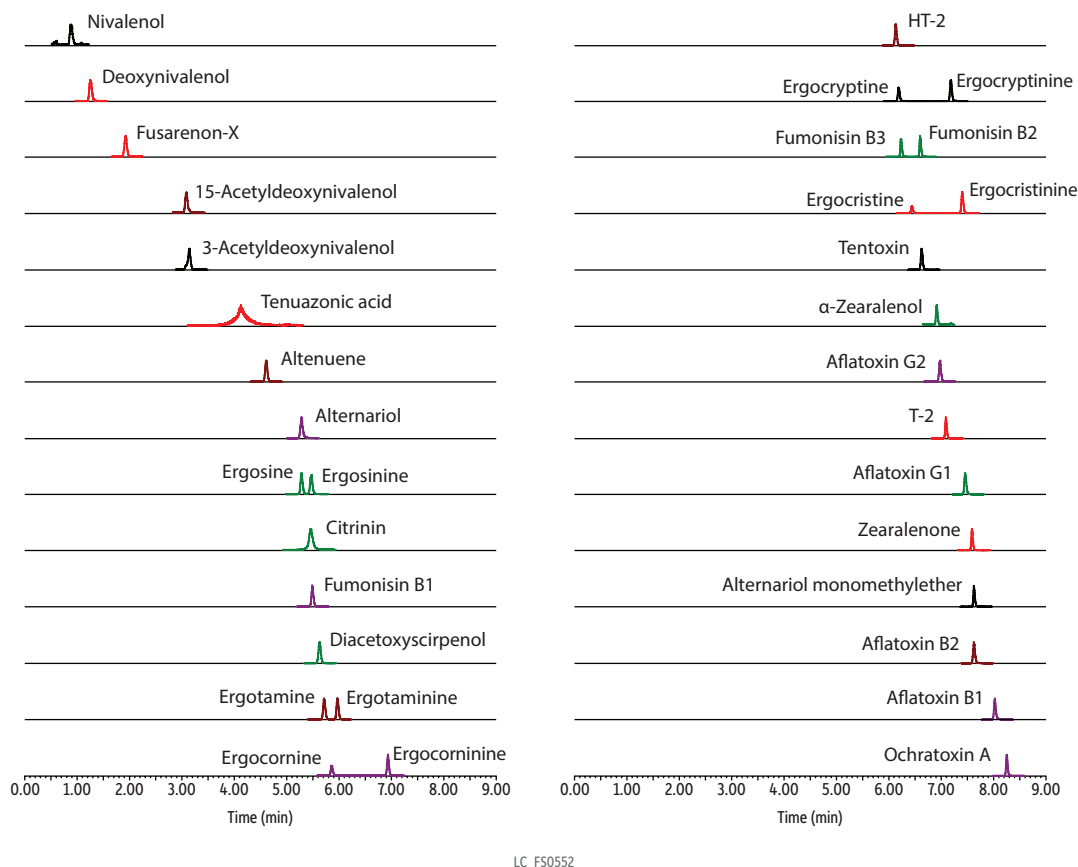 Nivalenol
Deoxynivalenol
Fusarenon-X
15-Acetyldeoxynivalenol
3-Acetyldeoxynivalenol
Tenuazonic acid
Altenuene
Alternariol
Ergosine Ergosinine
Citrinin
Fumonisin B1
Diacetoxyscirpenol
Ergotamine Ergotaminine
Ergocornine Ergocorninine
0.00 1.00 2.00 3.00 4.00 5.00 6.00 7.00 8.00 9.00
Time (min)
HT-2
Ergocryptine Ergocryptinine
Fumonisin B3 Fumonisin B2
Ergocristine Ergocristinine
Tentoxin
α-Zearalenol
Aflatoxin G2
T-2
Aflatoxin G1
Zearalenone
Alternariol monomethylether
Aflatoxin B2
Aflatoxin B1
Ochratoxin A
0.00 1.00 2.00 3.00 4.00 5.00 6.00 7.00 8.00 9.00
Time (min)
LC_FS0552